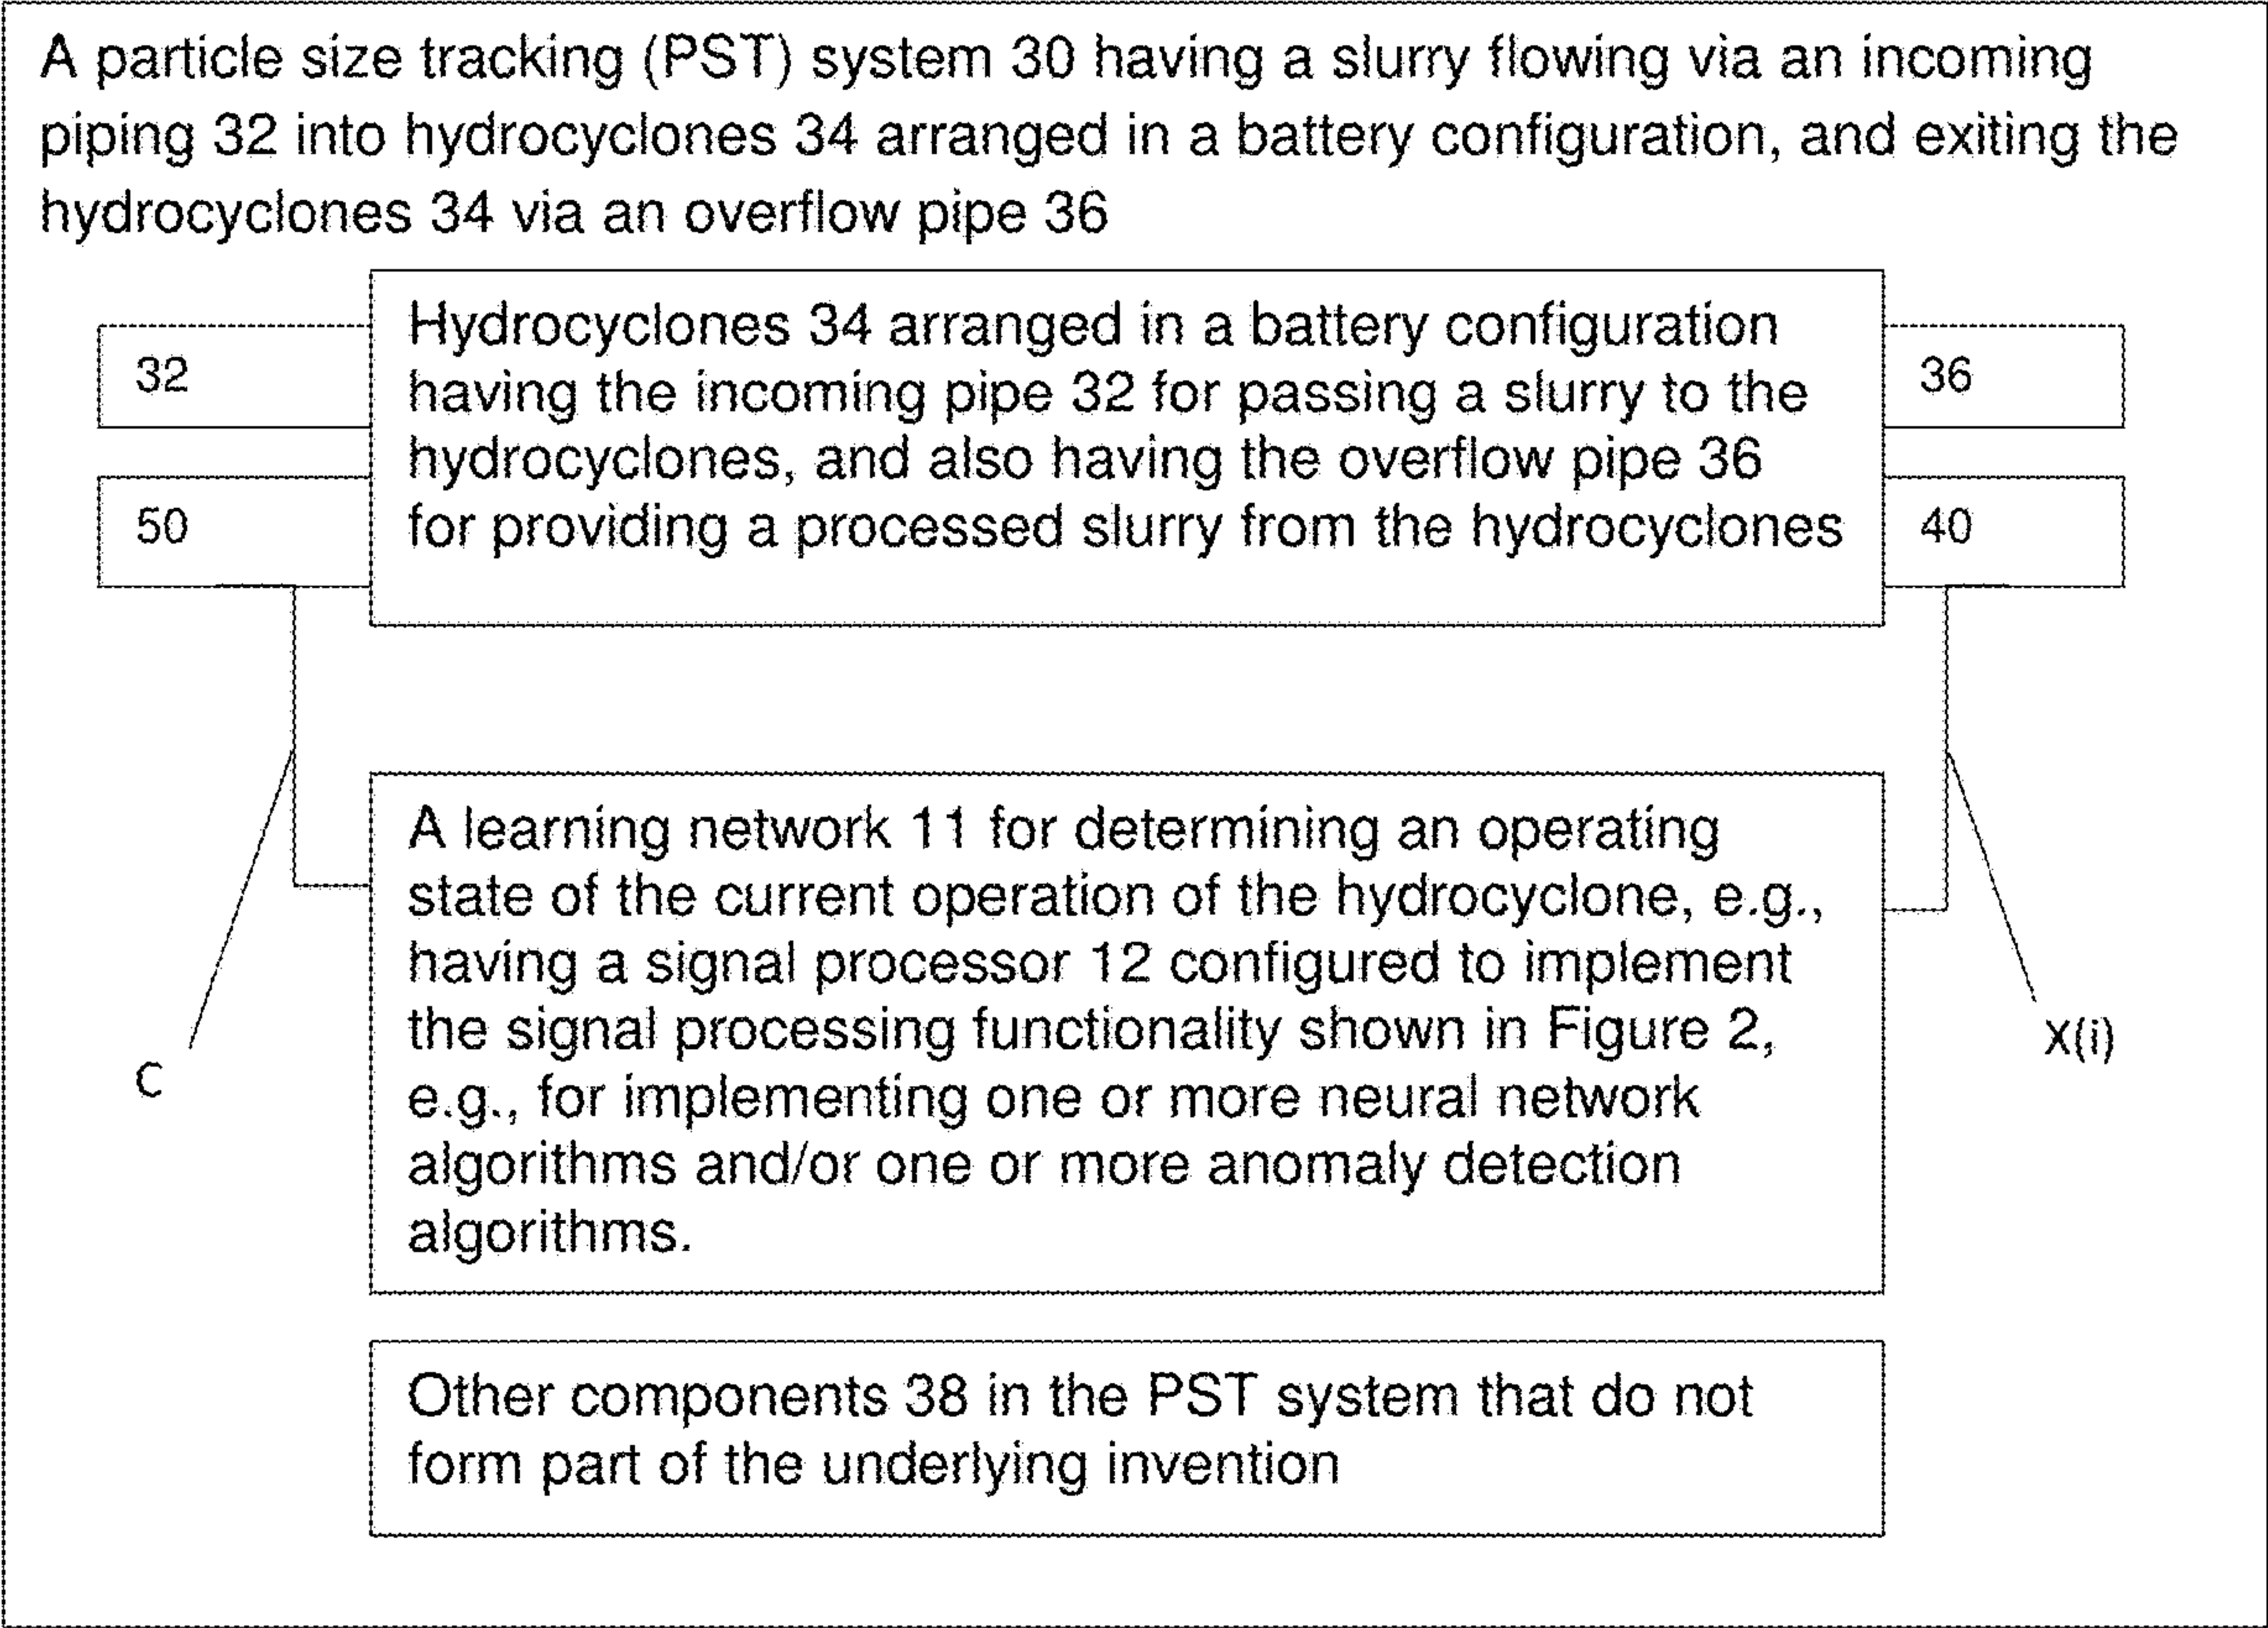 A particle size tracking (PST) system 30 having a slurry flowing via an incoming
piping 32 into hydrocyclones 34 arranged in a battery configuration, and exiting the
hydrocyclones 34 via an overflow pipe 36
Hydrocyclones 34 arranged in a battery configuration
having the incoming pipe 32 for passing a slurry to the
hydrocyclones, and also having the overflow pipe 36
for providing a processed slurry from the hydrocyclones
32
36
50
40
A learning network 11 for determining an operating
state of the current operation of the hydrocyclone, e.g.,
having a signal processor 12 configured to implement
the signal processing functionality shown in Figure 2,
e.g., for implementing one or more neural network
algorithms and/or one or more anomaly detection
algorithms.
C
X(i)
Other components 38 in the PST system that do not
form part of the underlying invention